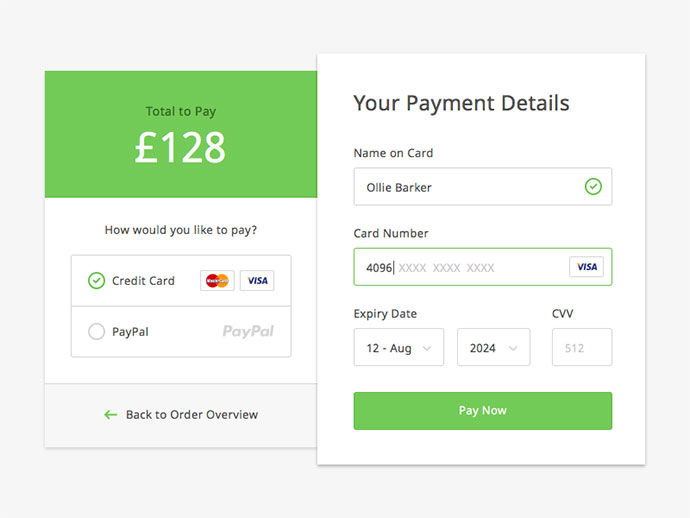 Total to Pay
£128
How would you like to pay?
Credit Card MasterCard VISA
PayPal PayPal
Back to Order Overview
Your Payment Details
Name on Card
Ollie Barker
Card Number
4096 XXXX XXXX XXXX VISA
Expiry Date CVV
12 - Aug 2024 512
Pay Now